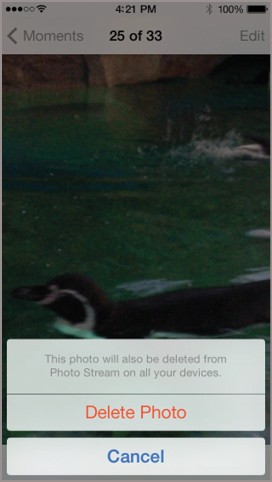 4:21 PM 100%
Moments 25 of 33 Edit
This photo will also be deleted from
Photo Stream on all your devices.
Delete Photo
Cancel